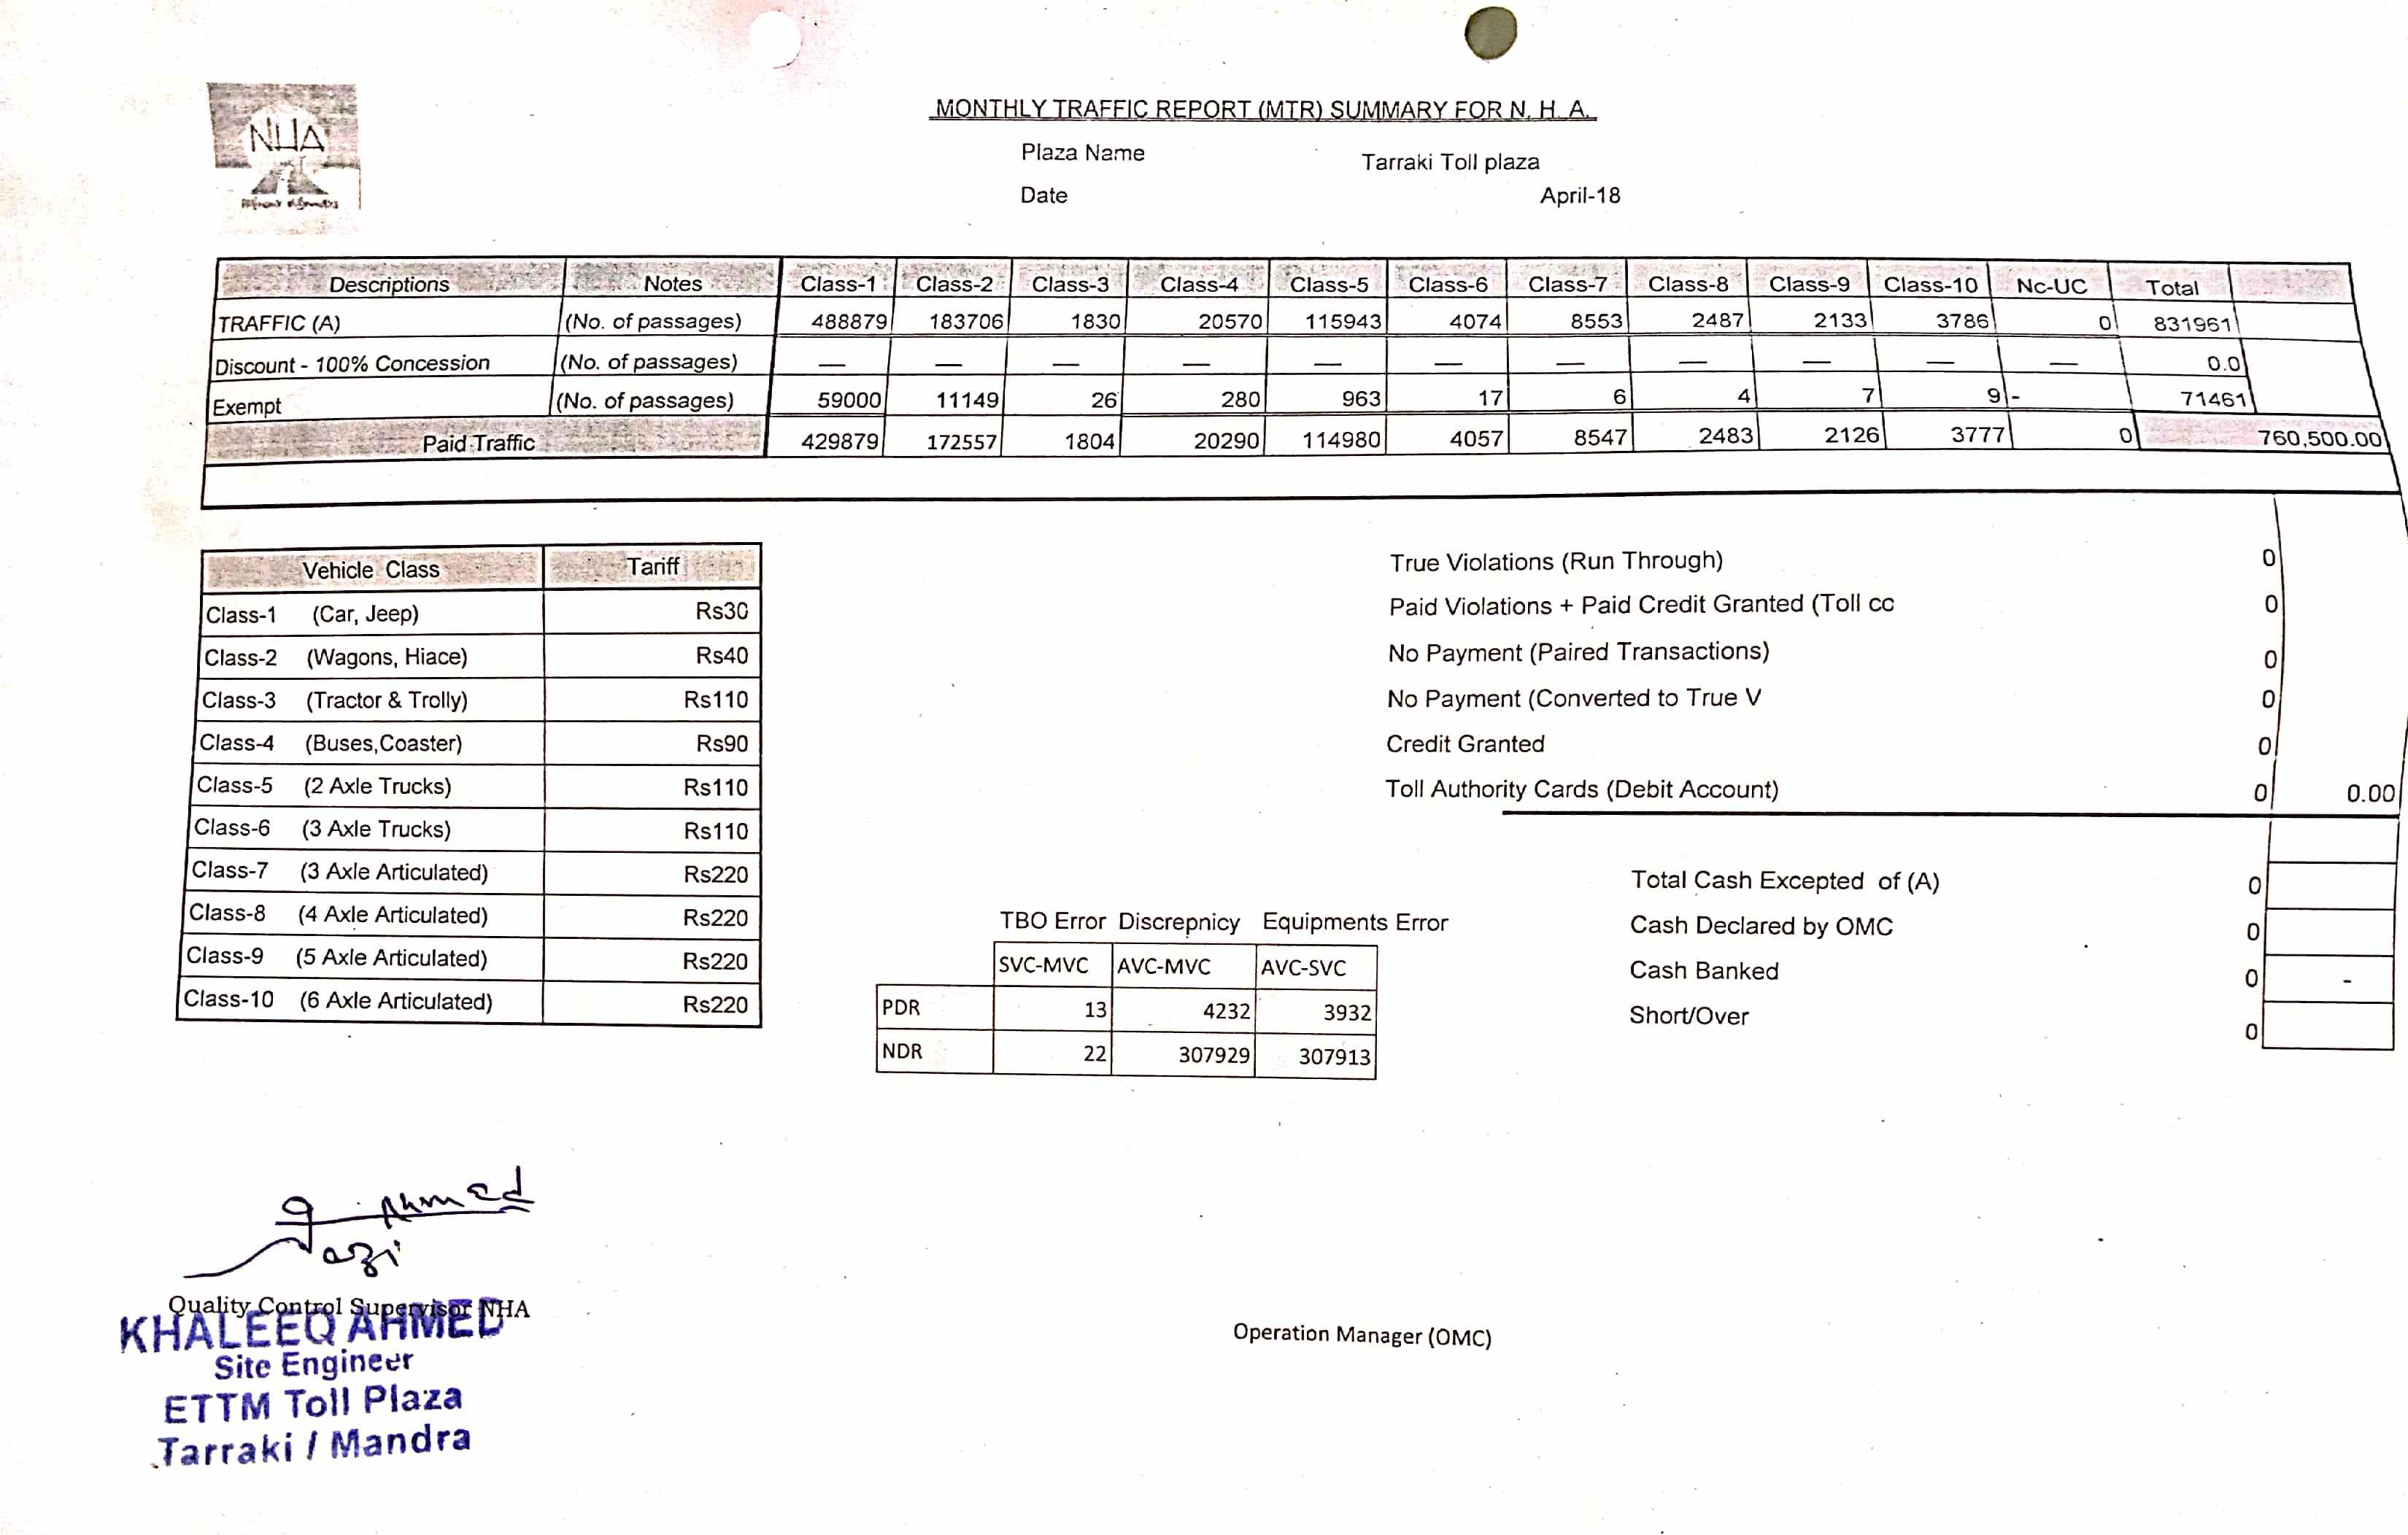 NHA
MONTHLY TRAFFIC REPORT (MTR) SUMMARY FOR N. H. A.
Plaza Name Tarraki Toll plaza
Date April-18
Descriptions Notes Class-1 Class-2 Class-3 Class-4 Class-5 Class-6 Class-7 Class-8 Class-9 Class-10 Nc-UC Total
TRAFFIC (A) (No. of passages) 488879 183706 1830 20570 115943 4074 8553 2487 2133 3786 0 831961
Discount - 100% Concession (No. of passages) — — — — — — — — — — — 0.0
Exempt (No. of passages) 59000 11149 26 280 963 17 6 4 7 9 - 71461
Paid Traffic 429879 172557 1804 20290 114980 4057 8547 2483 2126 3777 0 760,500.00
Vehicle Class Tariff
Class-1 (Car, Jeep) Rs30
Class-2 (Wagons, Hiace) Rs40
Class-3 (Tractor & Trolly) Rs110
Class-4 (Buses,Coaster) Rs90
Class-5 (2 Axle Trucks) Rs110
Class-6 (3 Axle Trucks) Rs110
Class-7 (3 Axle Articulated) Rs220
Class-8 (4 Axle Articulated) Rs220
Class-9 (5 Axle Articulated) Rs220
Class-10 (6 Axle Articulated) Rs220
True Violations (Run Through) 0
Paid Violations + Paid Credit Granted (Toll cc 0
No Payment (Paired Transactions) 0
No Payment (Converted to True V 0
Credit Granted 0
Toll Authority Cards (Debit Account) 0 0.00
Total Cash Excepted of (A) 0
Cash Declared by OMC 0
Cash Banked 0 -
Short/Over 0
TBO Error Discrepnicy Equipments Error
SVC-MVC AVC-MVC AVC-SVC
PDR 13 4232 3932
NDR 22 307929 307913
Ahmed
Quality Control Supervisor NHA
KHALEEQ AHMED
Site Engineer
ETTM Toll Plaza
Tarraki / Mandra
Operation Manager (OMC)